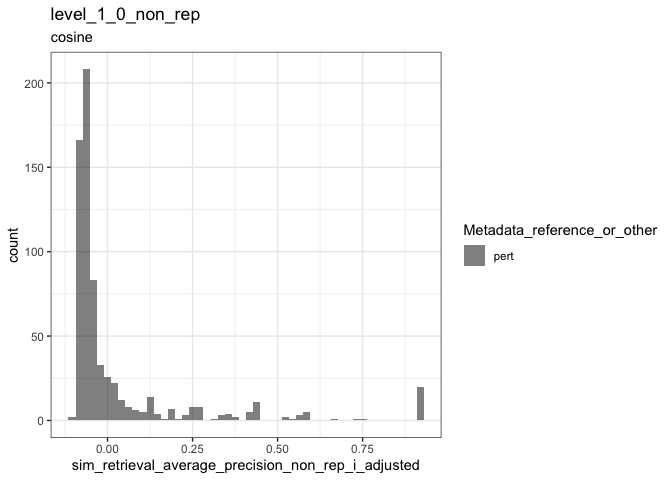 level_1_0_non_rep
cosine
200
150
100
50
0
count
0.00 0.25 0.50 0.75
sim_retrieval_average_precision_non_rep_i_adjusted
Metadata_reference_or_other
pert